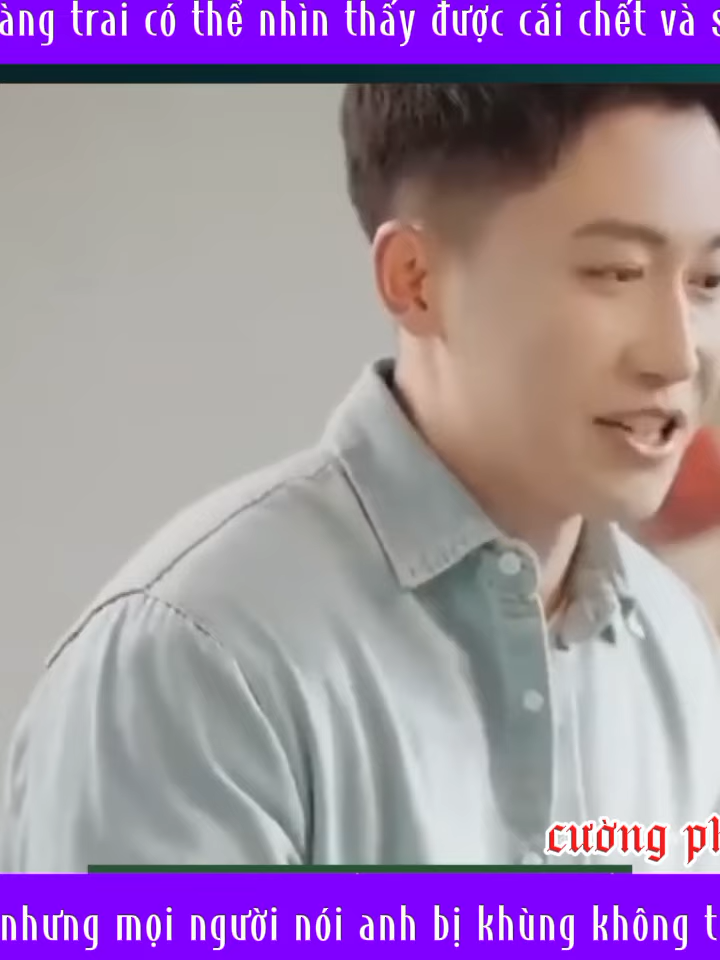 àng trai có thể nhìn thấy được cái chết và s
cường ph
nhưng mọi người nói anh bị khùng không t